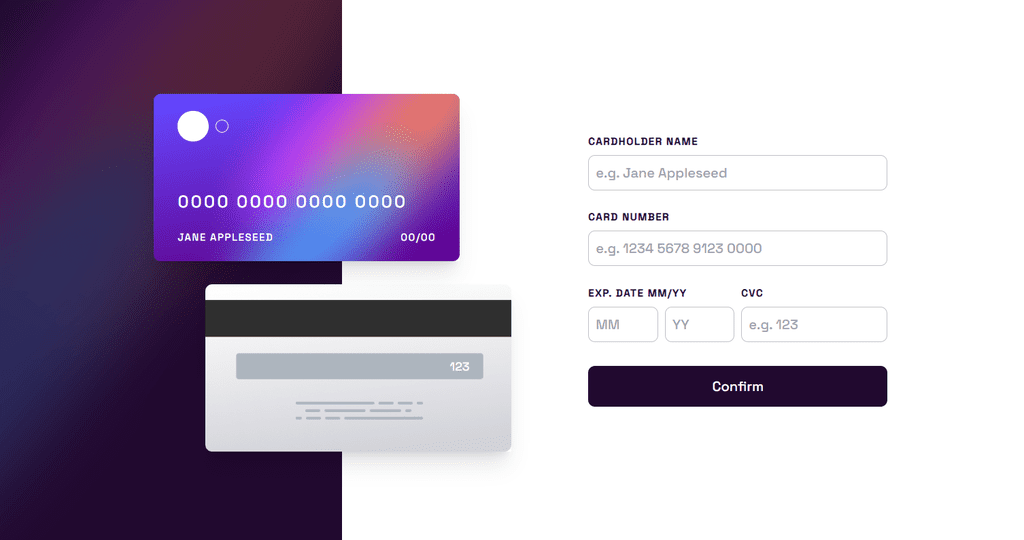 0000 0000 0000 0000
JANE APPLESEED 00/00
123
CARDHOLDER NAME
e.g. Jane Appleseed
CARD NUMBER
e.g. 1234 5678 9123 0000
EXP. DATE MM/YY CVC
MM YY e.g. 123
Confirm